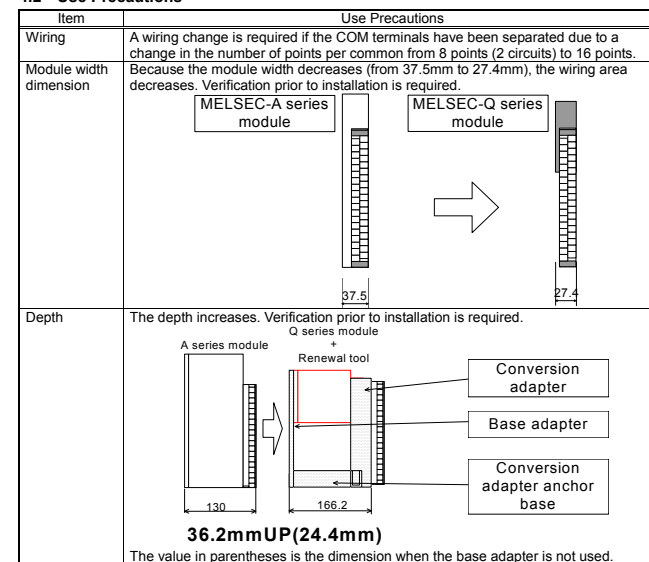 4.2 Use Precautions
Item Use Precautions
Wiring A wiring change is required if the COM terminals have been separated due to a
change in the number of points per common from 8 points (2 circuits) to 16 points.
Module width Because the module width decreases (from 37.5mm to 27.4mm), the wiring area
dimension decreases. Verification prior to installation is required.
MELSEC-A series
module
MELSEC-Q series
module
37.5
27.4
Depth The depth increases. Verification prior to installation is required.
A series module
Q series module
+
Renewal tool
Conversion
adapter
Base adapter
Conversion
adapter anchor
base
130
166.2
36.2mmUP(24.4mm)
The value in parentheses is the dimension when the base adapter is not used.